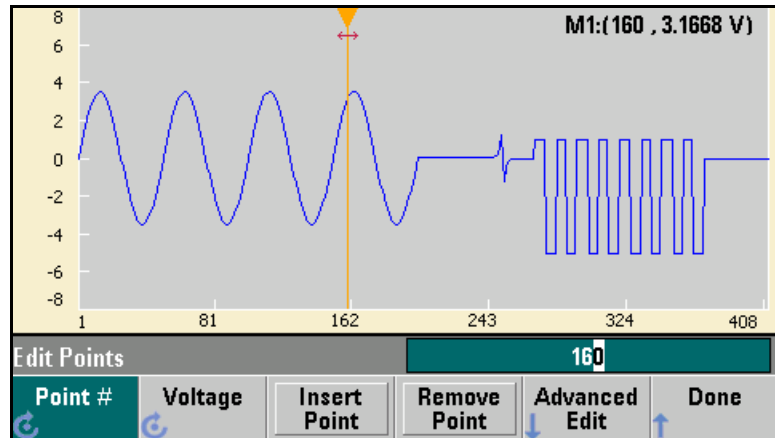 M1:(160 , 3.1668 V)
8
6
4
2
0
-2
-4
-6
-8
1 81 162 243 324 408
Edit Points 160
Point # Voltage Insert Point Remove Point Advanced Edit Done